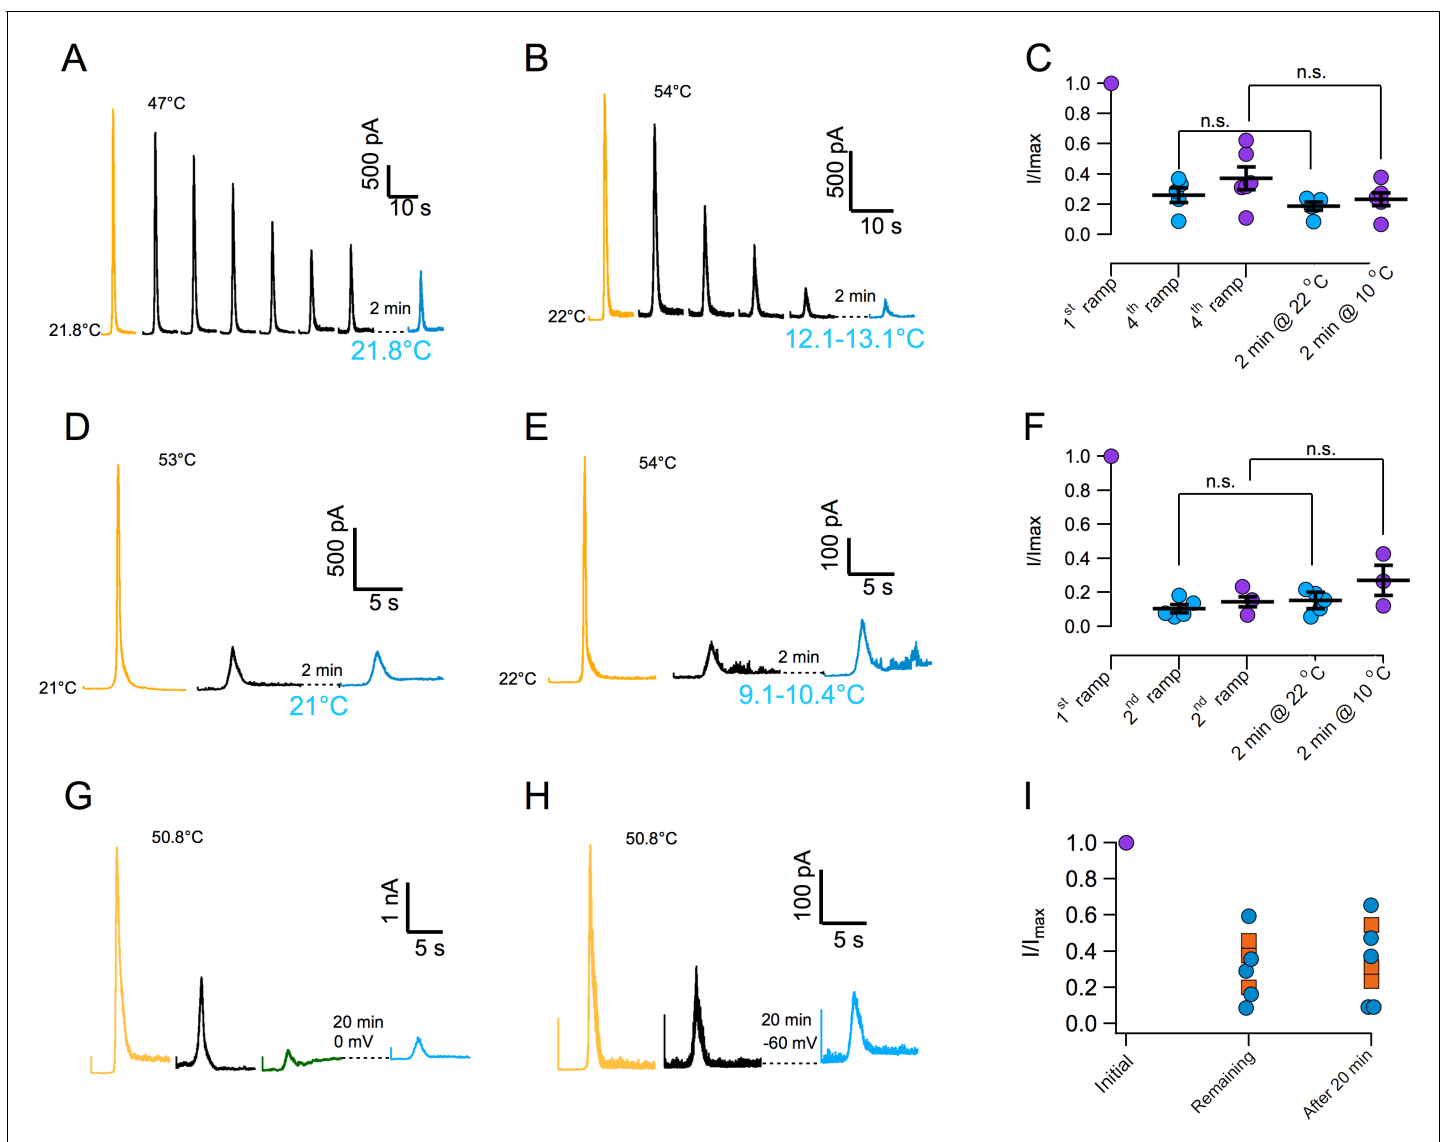 A
47°C
500 pA
10 s
2 min
21.8°C
21.8°C
B
54°C
500 pA
10 s
2 min
22°C
12.1-13.1°C
C
n.s.
n.s.
I/Imax
1.0
0.8
0.6
0.4
0.2
0.0
1st ramp
4th ramp
4th ramp
2 min @ 22°C
2 min @ 10°C
D
53°C
500 pA
5 s
2 min
21°C
21°C
E
54°C
100 pA
5 s
2 min
22°C
9.1-10.4°C
F
n.s.
n.s.
I/Imax
1.0
0.8
0.6
0.4
0.2
0.0
1st ramp
2nd ramp
2nd ramp
2 min @ 22°C
2 min @ 10°C
G
50.8°C
1 nA
5 s
20 min
0 mV
H
50.8°C
100 pA
5 s
20 min
-60 mV
I
I/Imax
1.0
0.8
0.6
0.4
0.2
0.0
Initial
Remaining
After 20 min